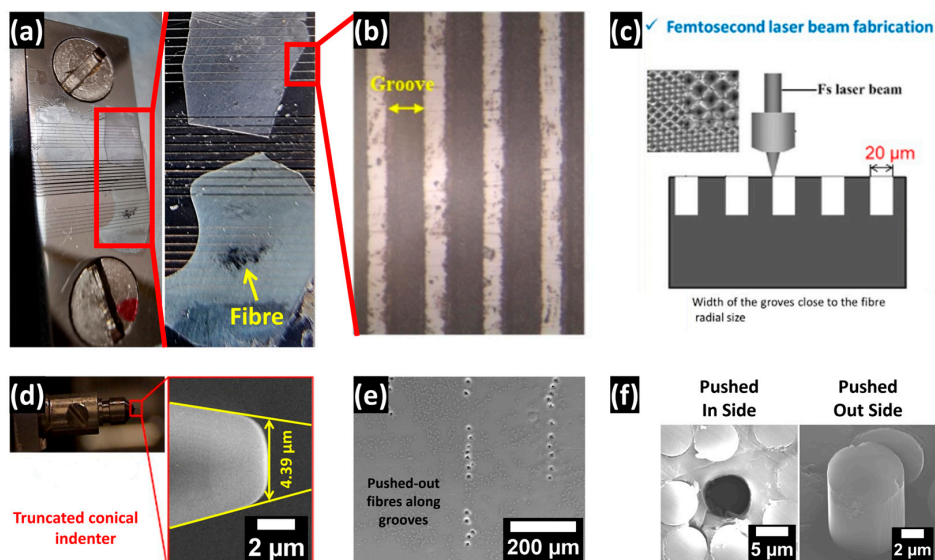 (a)
Fibre
(b)
Groove
(c)
✓ Femtosecond laser beam fabrication
Fs laser beam
20 μm
Width of the groves close to the fibre
radial size
(d)
4.39 μm
Truncated conical
indenter
2 μm
(e)
Pushed-out
fibres along
grooves
200 μm
(f)
Pushed
In Side
Pushed
Out Side
5 μm
2 μm